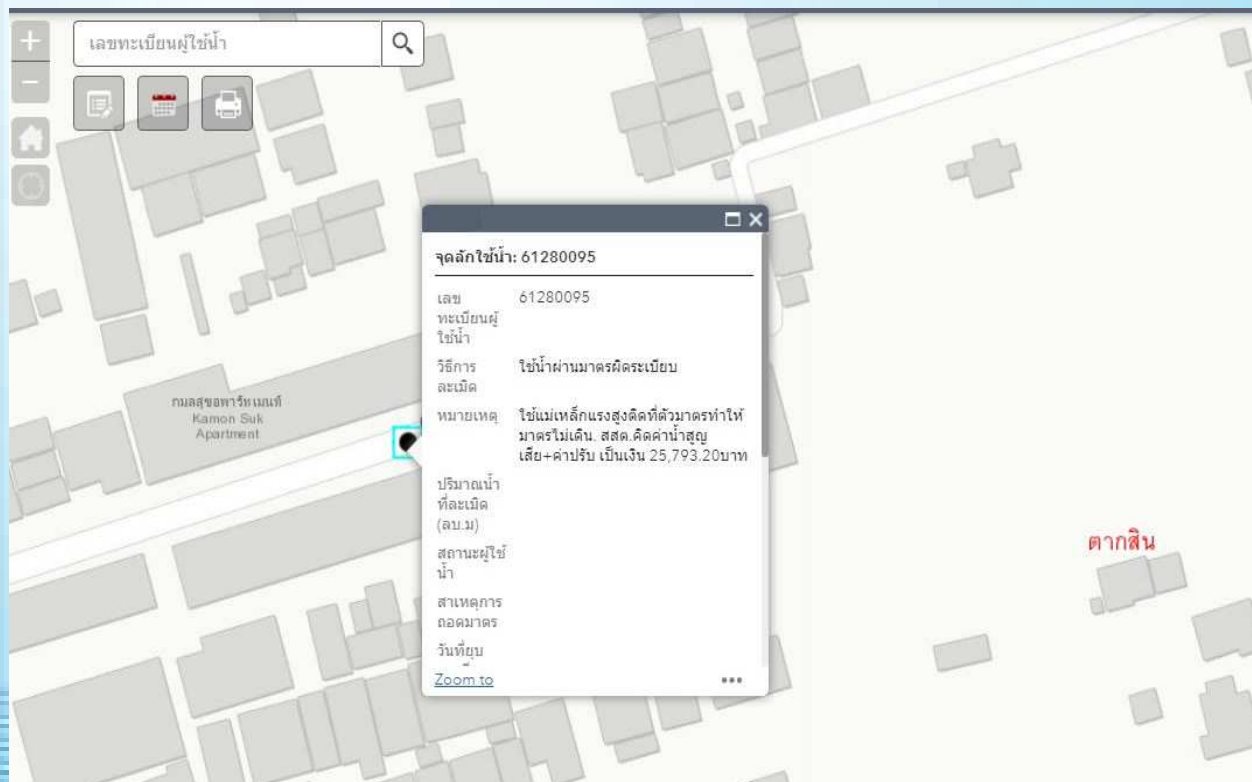 เลขทะเบียนผู้ใช้น้ำ
จุดลักใช้น้ำ: 61280095
เลข
ทะเบียนผู้
ใช้น้ำ
61280095
วิธีการ
ละเมิด
ใช้น้ำผ่านมาตรผิดระเบียบ
หมายเหตุ
ใช้แม่เหล็กแรงสูงติดที่ตัวมาตรทำให้
มาตรไม่เดิน. สสต.คิดค่าน้ำสูญ
เสีย+ค่าปรับ เป็นเงิน 25,793.20บาท
ปริมาณน้ำ
ที่ละเมิด
(ลบ.ม)
สถานะผู้ใช้
น้ำ
สาเหตุการ
ถอดมาตร
วันที่ยุบ
Zoom to
กมลสุขอพาร์ทเมนท์
Kamon Suk
Apartment
ตากสิน